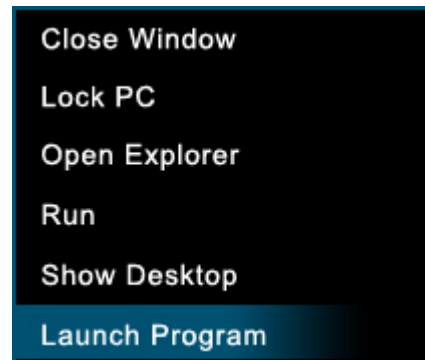 Close Window
Lock PC
Open Explorer
Run
Show Desktop
Launch Program